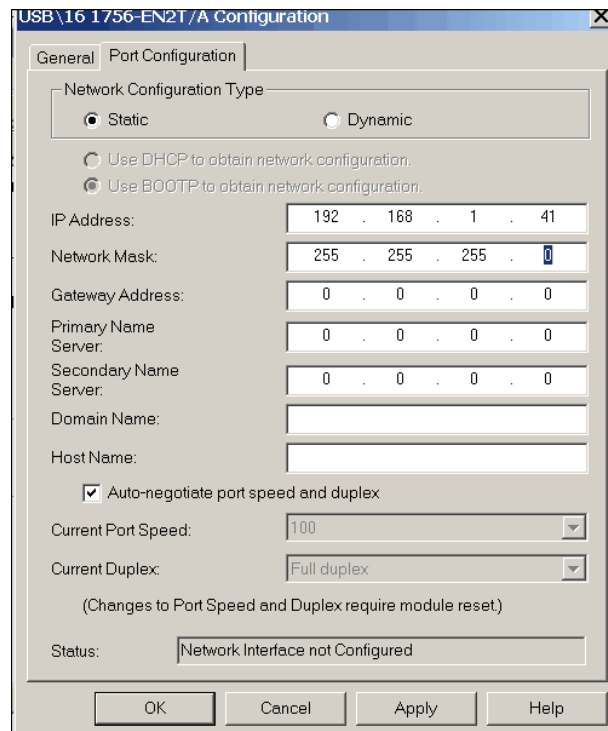 USB\16 1756-EN2T/A Configuration
General Port Configuration
Network Configuration Type
Static Dynamic
Use DHCP to obtain network configuration.
Use BOOTP to obtain network configuration.
IP Address: 192 . 168 . 1 . 41
Network Mask: 255 . 255 . 255 . 0
Gateway Address: 0 . 0 . 0 . 0
Primary Name
Server: 0 . 0 . 0 . 0
Secondary Name
Server: 0 . 0 . 0 . 0
Domain Name:
Host Name:
Auto-negotiate port speed and duplex
Current Port Speed: 100
Current Duplex: Full duplex
(Changes to Port Speed and Duplex require module reset.)
Status: Network Interface not Configured
OK Cancel Apply Help